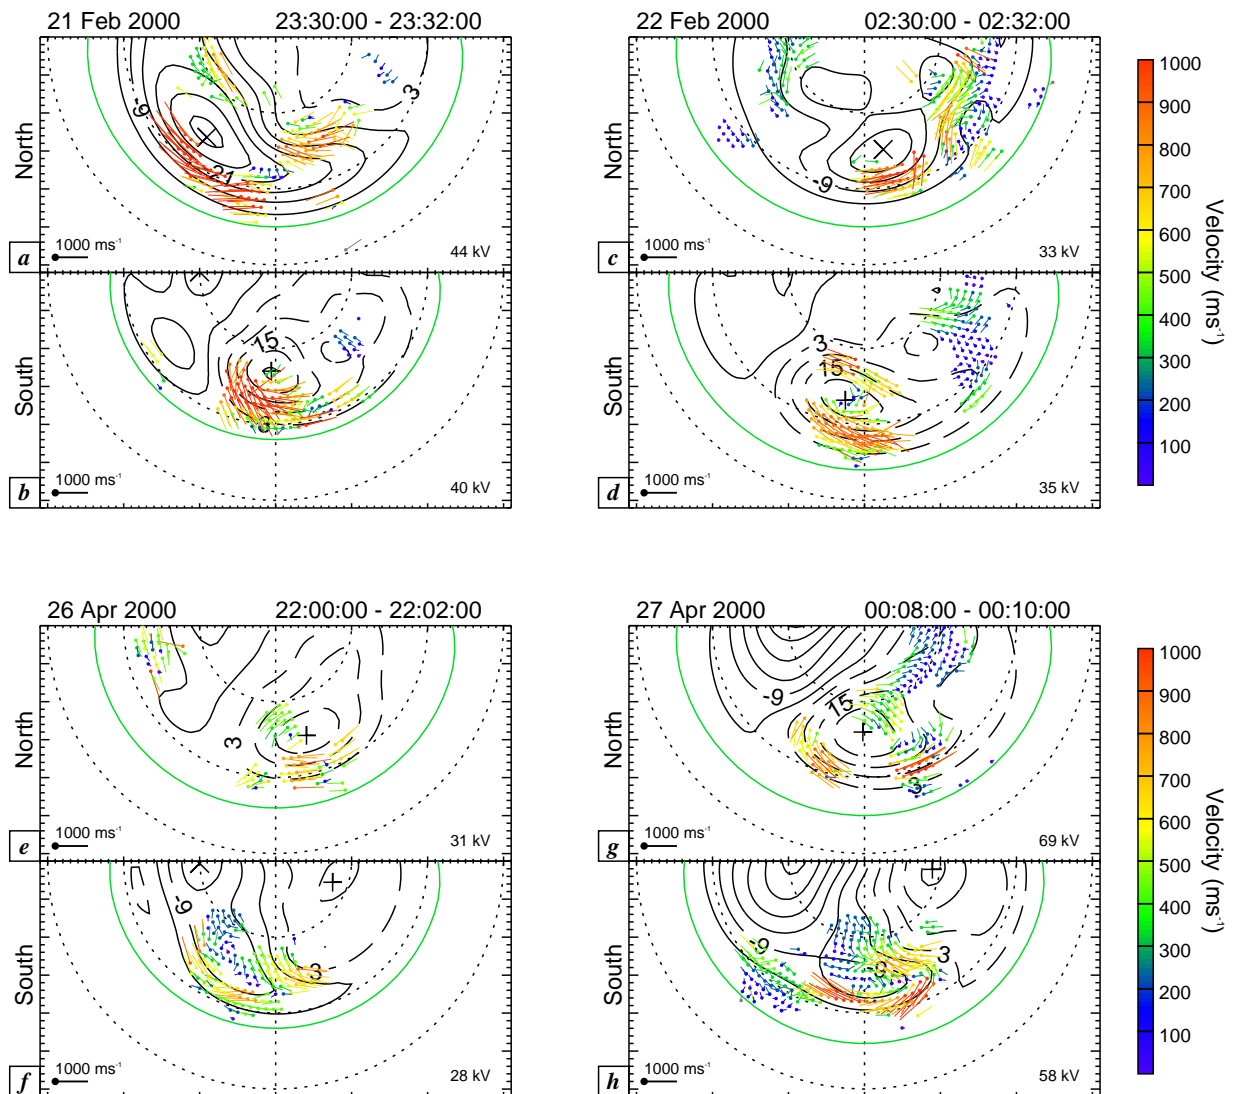 21 Feb 2000 23:30:00 - 23:32:00
22 Feb 2000 02:30:00 - 02:32:00
North
-9
3
-21
a
1000 ms⁻¹
44 kV
North
-9
c
1000 ms⁻¹
33 kV
South
15
b
1000 ms⁻¹
40 kV
South
3
15
d
1000 ms⁻¹
35 kV
1000
900
800
700
600
500
400
300
200
100
Velocity (ms⁻¹)
26 Apr 2000 22:00:00 - 22:02:00
27 Apr 2000 00:08:00 - 00:10:00
North
3
e
1000 ms⁻¹
31 kV
North
-9
15
3
g
1000 ms⁻¹
69 kV
South
3
f
1000 ms⁻¹
28 kV
South
-9
3
h
1000 ms⁻¹
58 kV
1000
900
800
700
600
500
400
300
200
100
Velocity (ms⁻¹)